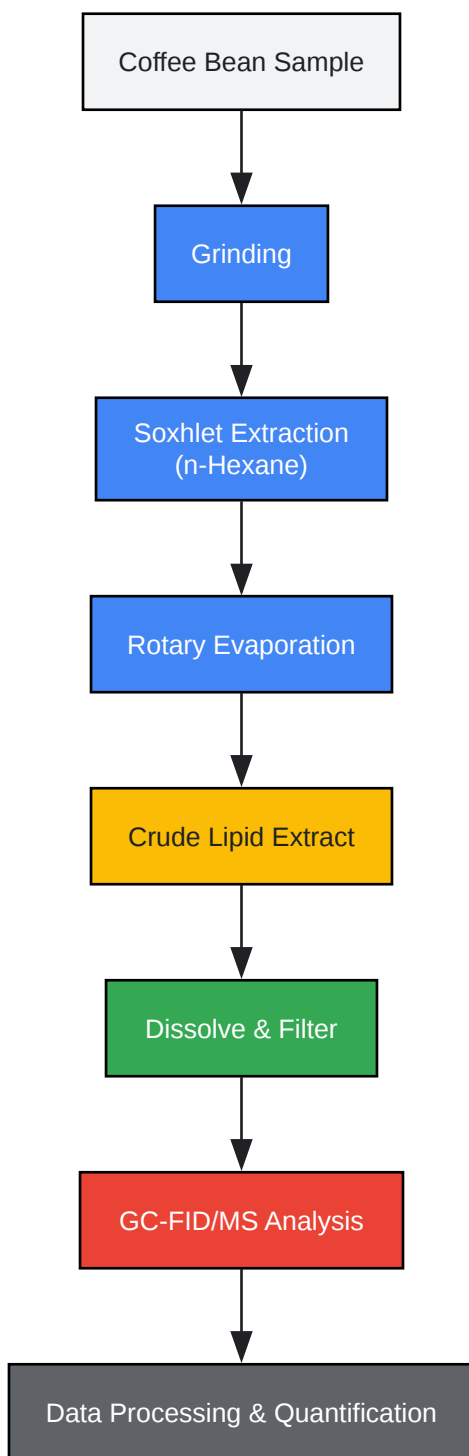 Coffee Bean Sample
Grinding
Soxhlet Extraction
(n-Hexane)
Rotary Evaporation
Crude Lipid Extract
Dissolve & Filter
GC-FID/MS Analysis
Data Processing & Quantification